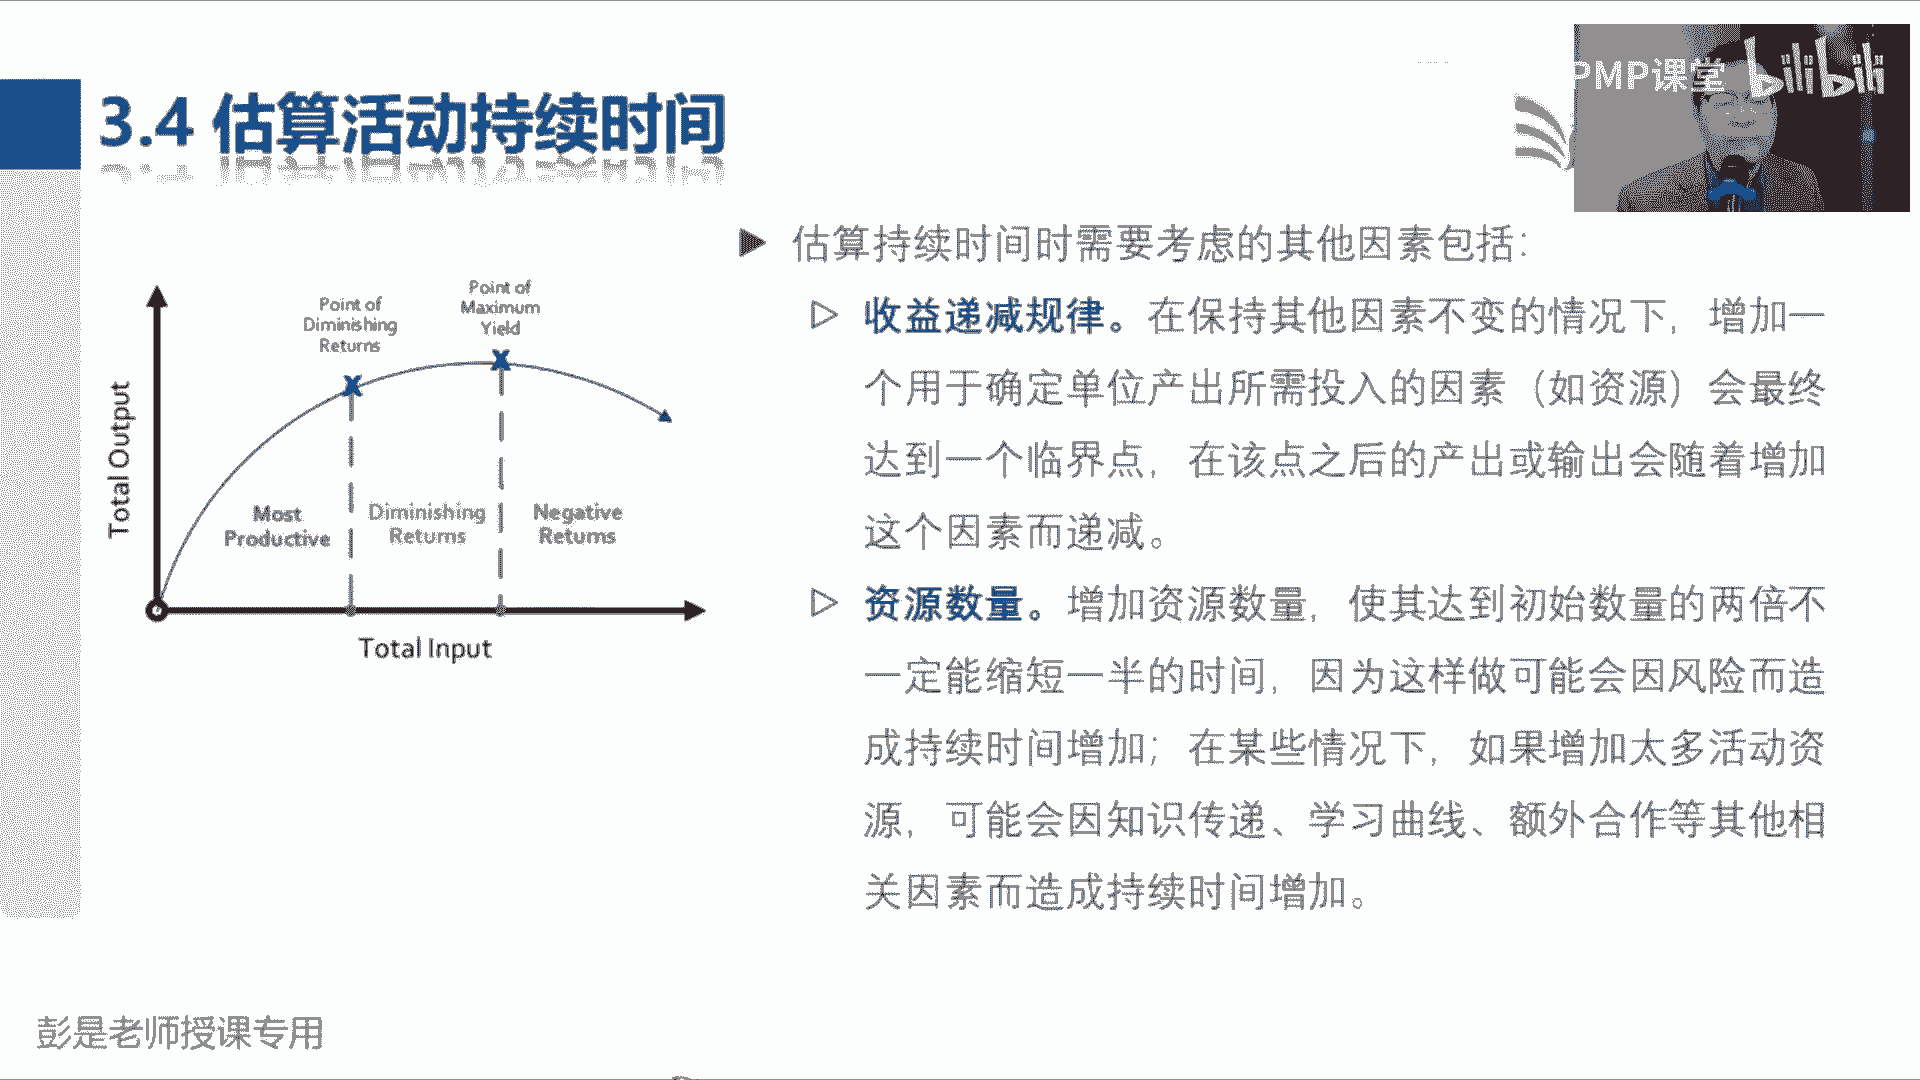 PMP课堂 bilibili
3.4 估算活动持续时间
估算持续时间时需要考虑的其他因素包括：
收益递减规律。在保持其他因素不变的情况下，增加一
个用于确定单位产出所需投入的因素（如资源）会最终
达到一个临界点，在该点之后的产出或输出会随着增加
这个因素而递减。
资源数量。增加资源数量，使其达到初始数量的两倍不
一定能缩短一半的时间，因为这样做可能会因风险而造
成持续时间增加；在某些情况下，如果增加太多活动资
源，可能会因知识传递、学习曲线、额外合作等其他相
关因素而造成持续时间增加。
Point of
Diminishing
Returns
Point of
Maximum
Yield
Total Output
Most
Productive
Diminishing
Returns
Negative
Returns
Total Input
彭是老师授课专用